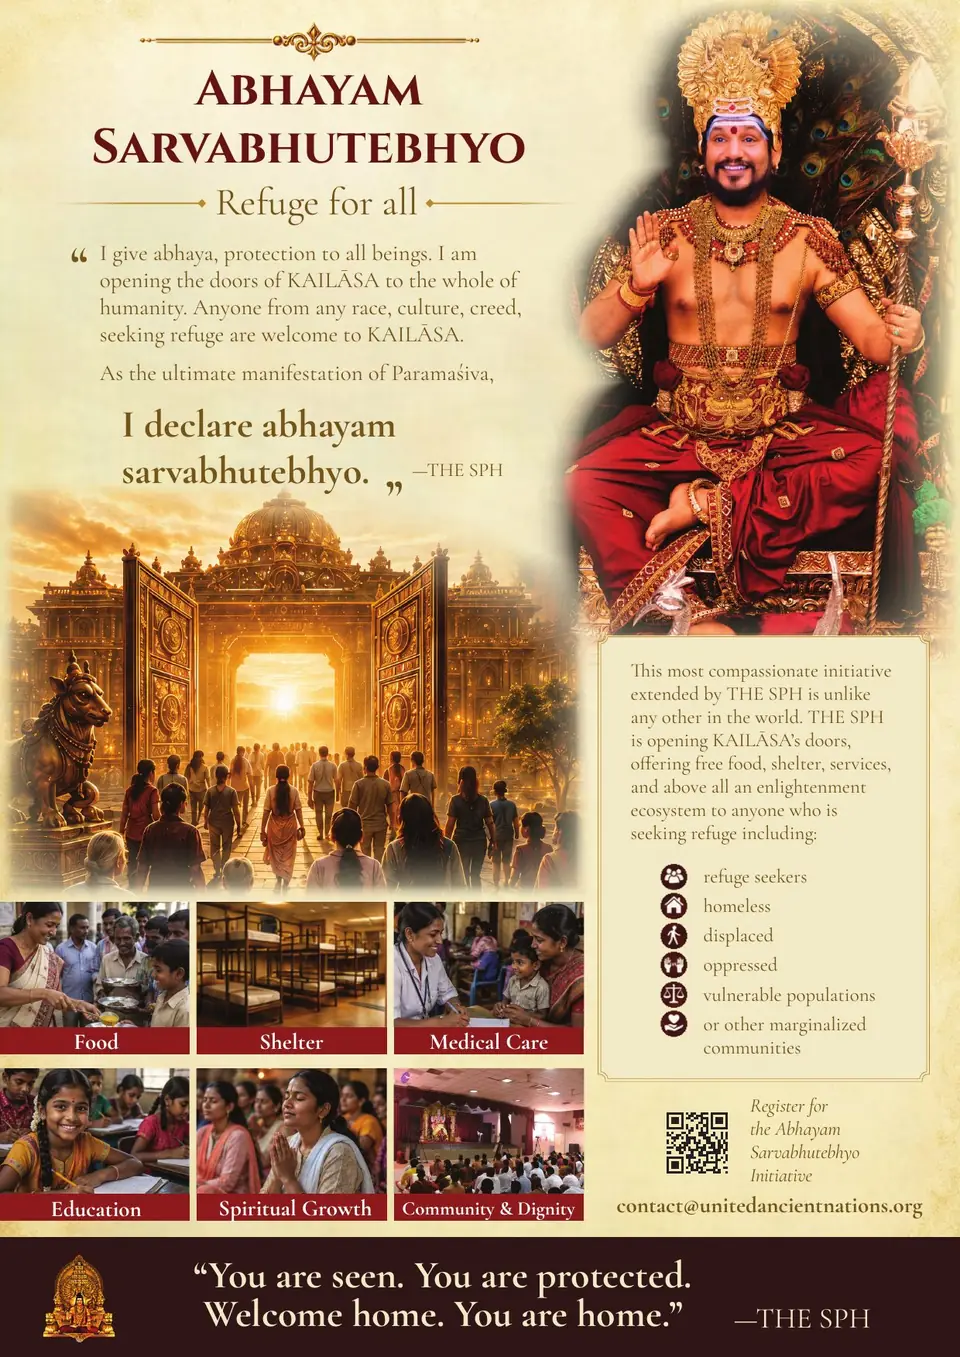 ABHAYAM
SARVABHUTEBHYO
Refuge for all
“ I give abhaya, protection to all beings. I am
opening the doors of KAILĀSA to the whole of
humanity. Anyone from any race, culture, creed,
seeking refuge are welcome to KAILĀSA.
As the ultimate manifestation of Paramaśiva,
I declare abhayam
sarvabhutebhyo. „ —THE SPH
This most compassionate initiative
extended by THE SPH is unlike
any other in the world. THE SPH
is opening KAILĀSA’s doors,
offering free food, shelter, services,
and above all an enlightenment
ecosystem to anyone who is
seeking refuge including:
refuge seekers
homeless
displaced
oppressed
vulnerable populations
or other marginalized
communities
Food
Shelter
Medical Care
Education
Spiritual Growth
Community & Dignity
Register for
the Abhayam
Sarvabhutebhyo
Initiative
contact@unitedancientnations.org
“You are seen. You are protected.
Welcome home. You are home.”
—THE SPH